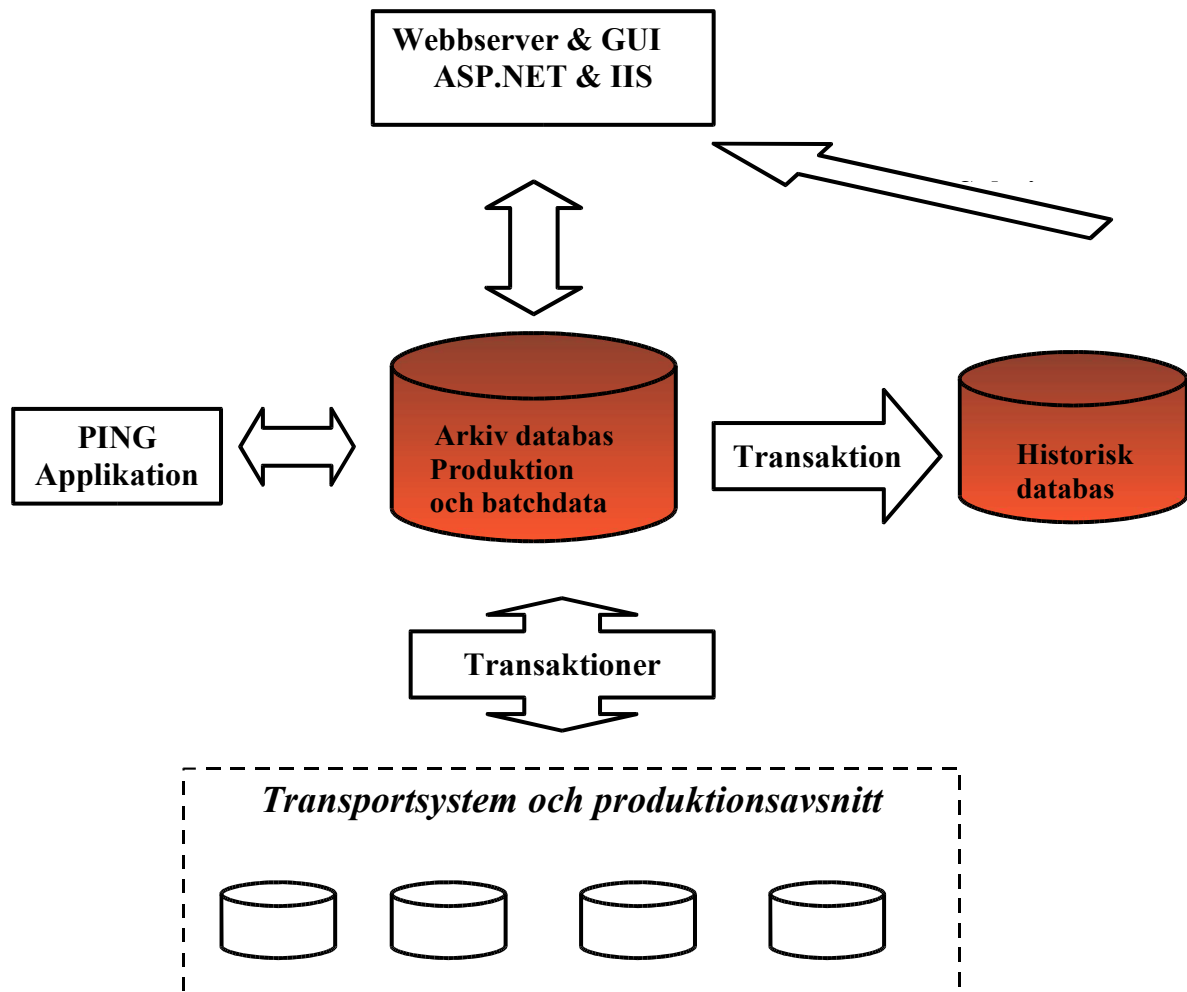 Webbserver & GUI
ASP.NET & IIS
PING
Applikation
Arkiv databas
Produktion
och batchdata
Transaktion
Historisk
databas
Transaktioner
Transportsystem och produktionsavsnitt